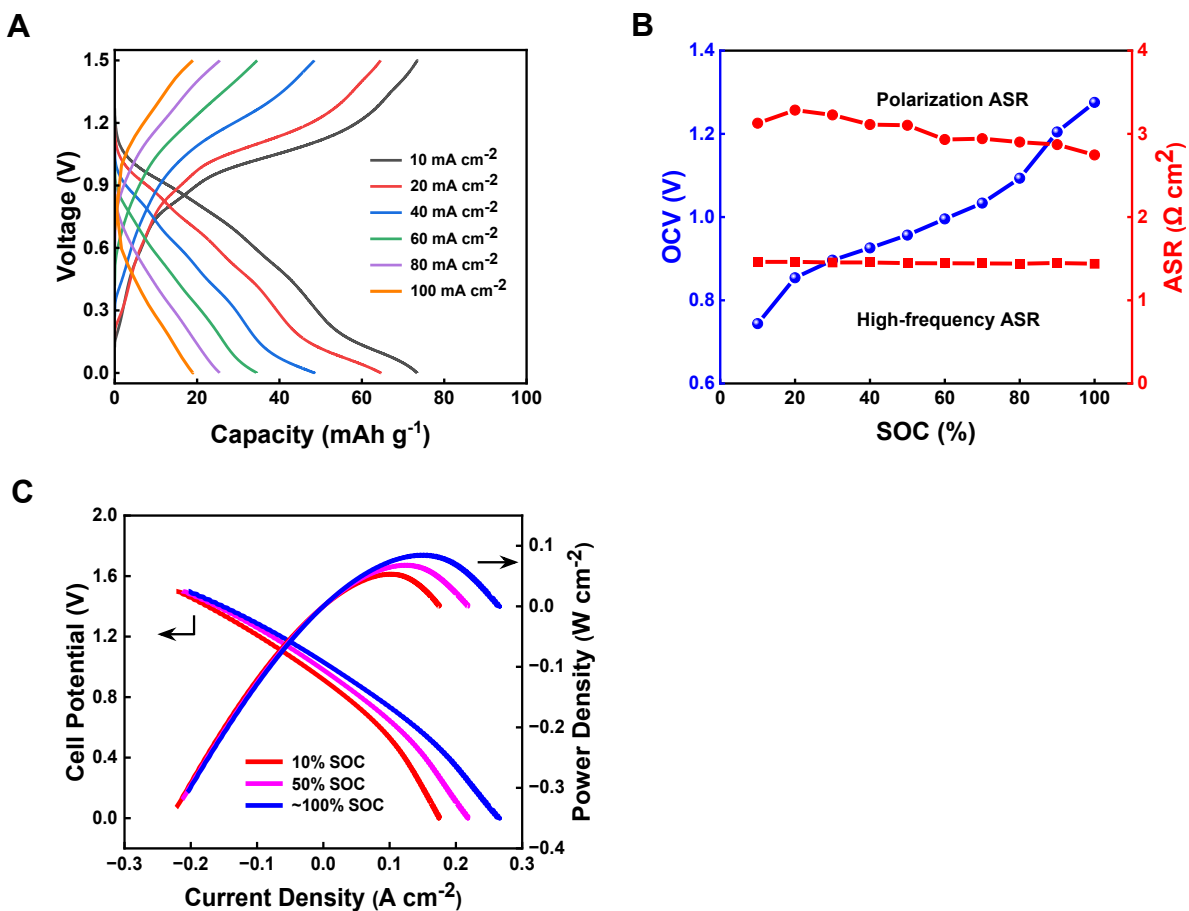 A
Voltage (V)
1.5
1.2
0.9
0.6
0.3
0.0
0
20
40
60
80
100
Capacity (mAh g⁻¹)
10 mA cm⁻²
20 mA cm⁻²
40 mA cm⁻²
60 mA cm⁻²
80 mA cm⁻²
100 mA cm⁻²
B
OCV (V)
1.4
1.2
1.0
0.8
0.6
Polarization ASR
High-frequency ASR
4
3
2
1
0
ASR (Ω cm²)
20
40
60
80
100
SOC (%)
C
Cell Potential (V)
2.0
1.6
1.2
0.8
0.4
0.0
10% SOC
50% SOC
~100% SOC
0.1
0.0
−0.1
−0.2
−0.3
−0.4
Power Density (W cm⁻²)
−0.3
−0.2
−0.1
0.0
0.1
0.2
0.3
Current Density (A cm⁻²)